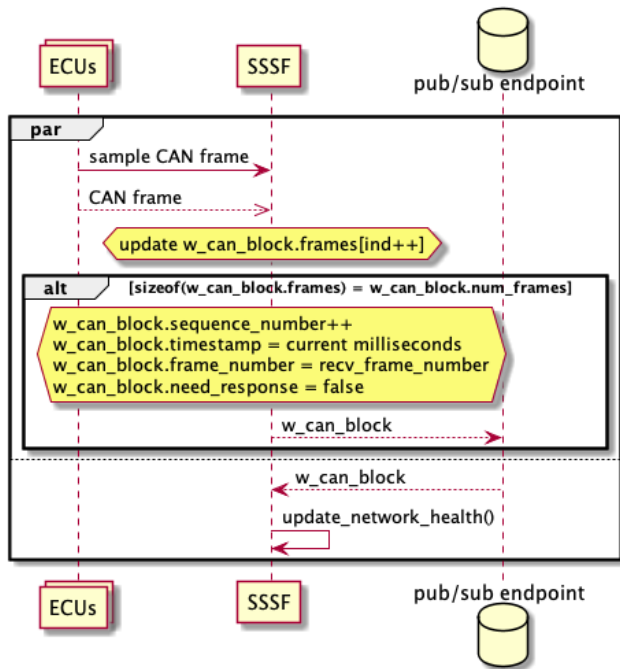 ECUs
SSSF
pub/sub endpoint
par
sample CAN frame
CAN frame
update w_can_block.frames[ind++]
alt
[sizeof(w_can_block.frames) = w_can_block.num_frames]
w_can_block.sequence_number++
w_can_block.timestamp = current milliseconds
w_can_block.frame_number = recv_frame_number
w_can_block.need_response = false
w_can_block
w_can_block
update_network_health()
ECUs
SSSF
pub/sub endpoint